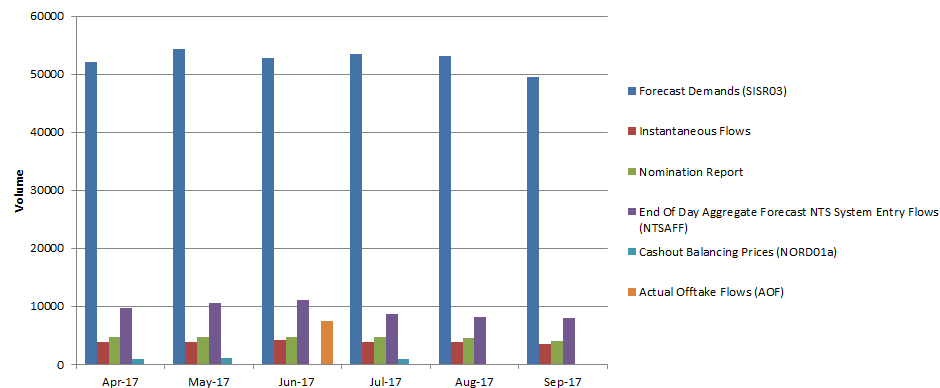 60000
50000
40000
30000
20000
10000
0
Volume
Apr-17
May-17
Jun-17
Jul-17
Aug-17
Sep-17
Forecast Demands (SISR03)
Instantaneous Flows
Nomination Report
End Of Day Aggregate Forecast NTS System Entry Flows
(NTSAFF)
Cashout Balancing Prices (NORD01a)
Actual Offtake Flows (AOF)